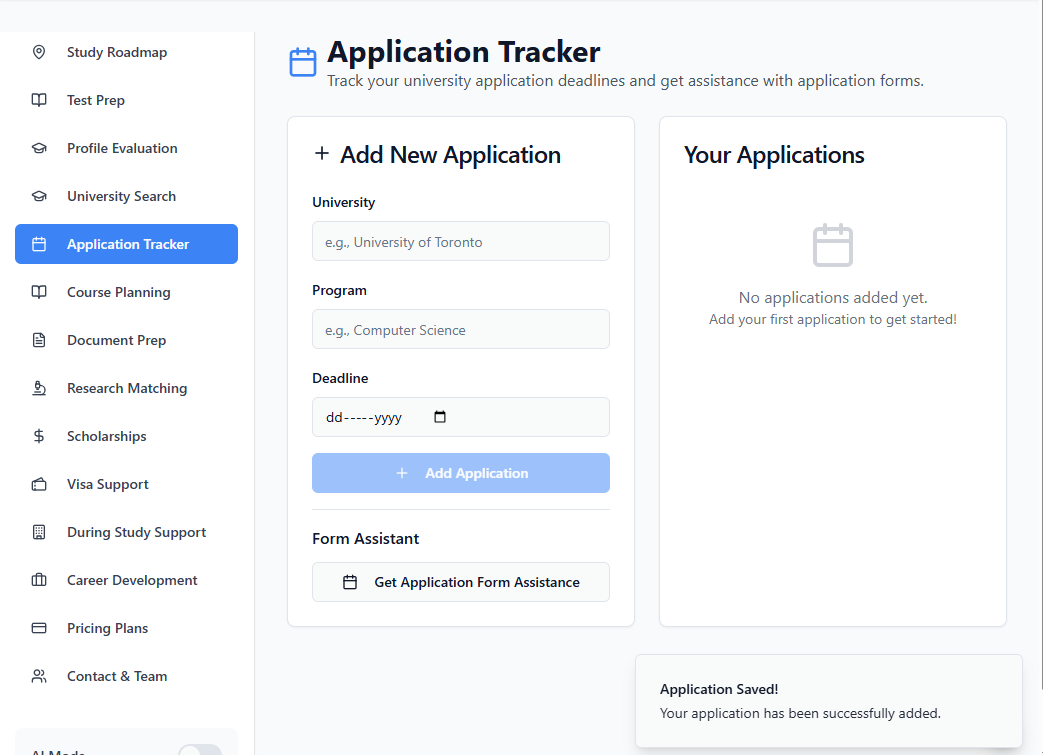 Study Roadmap
Test Prep
Profile Evaluation
University Search
Application Tracker
Course Planning
Document Prep
Research Matching
Scholarships
Visa Support
During Study Support
Career Development
Pricing Plans
Contact & Team
AI Mode
Application Tracker
Track your university application deadlines and get assistance with application forms.
+ Add New Application
University
e.g., University of Toronto
Program
e.g., Computer Science
Deadline
dd-----yyyy
+ Add Application
Form Assistant
Get Application Form Assistance
Your Applications
No applications added yet.
Add your first application to get started!
Application Saved!
Your application has been successfully added.